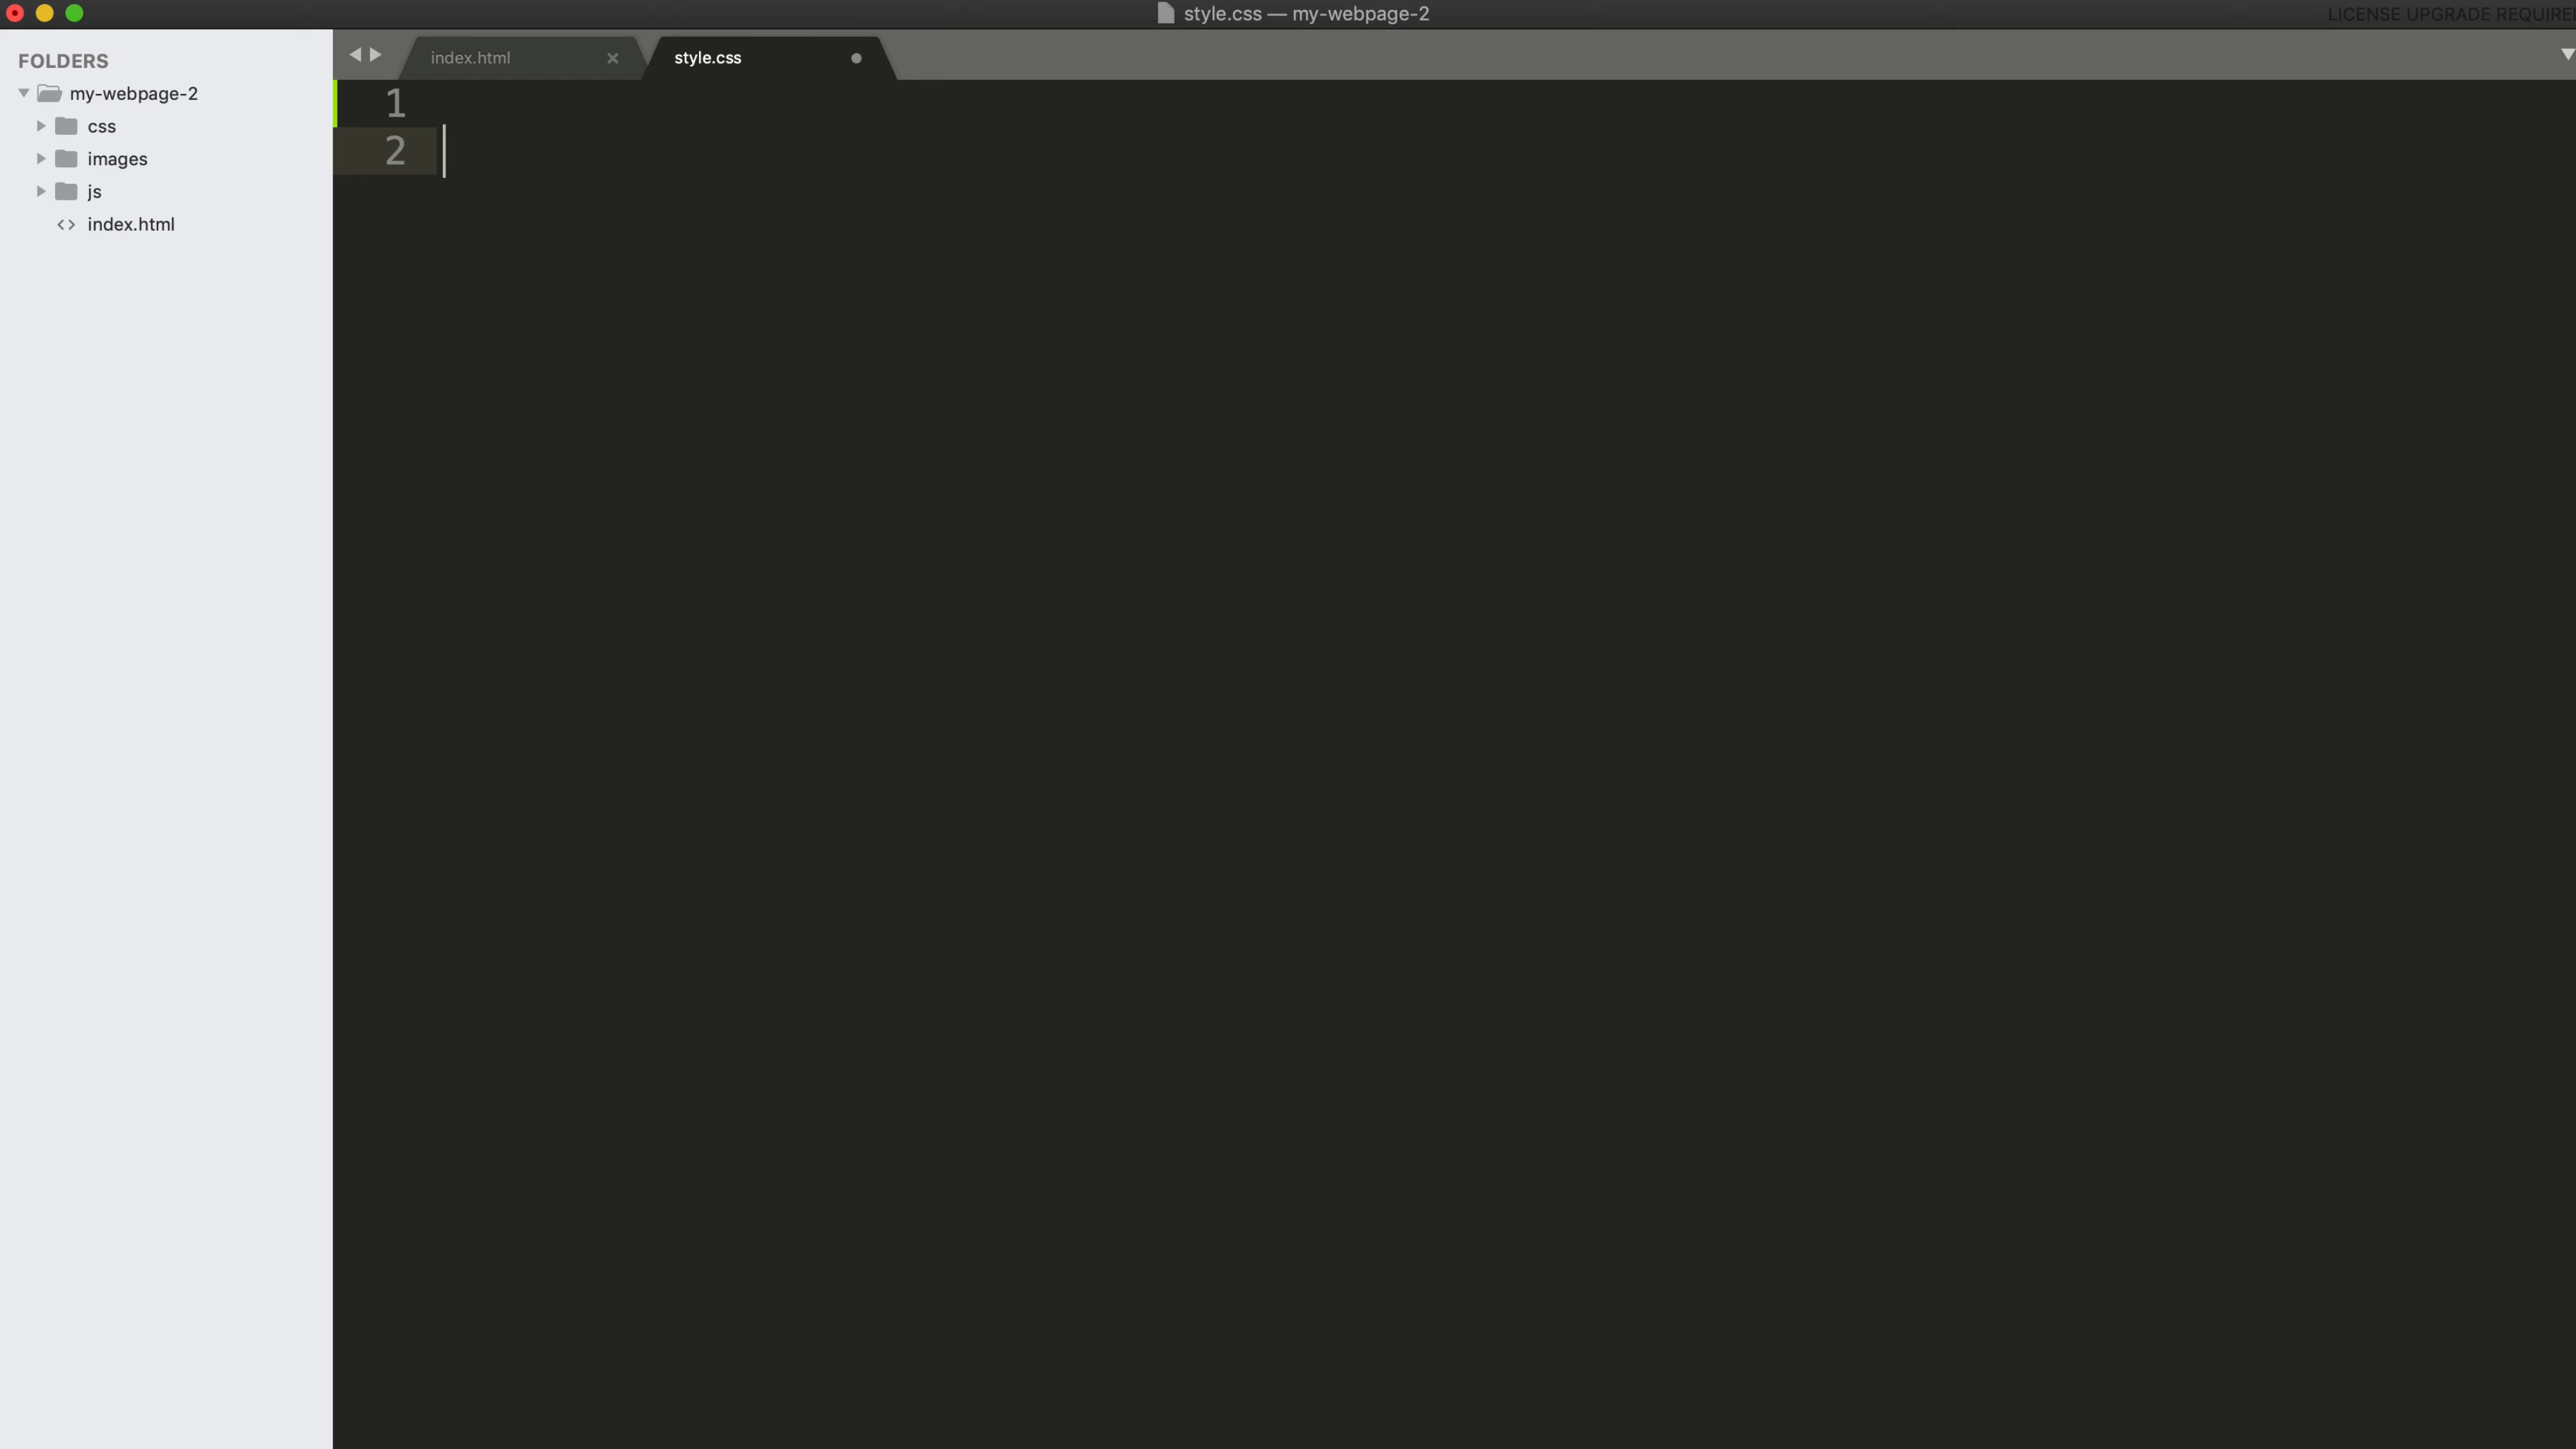 style.css — my-webpage-2
LICENSE UPGRADE REQUIRED
FOLDERS
my-webpage-2
css
images
js
index.html
index.html
style.css
1
2